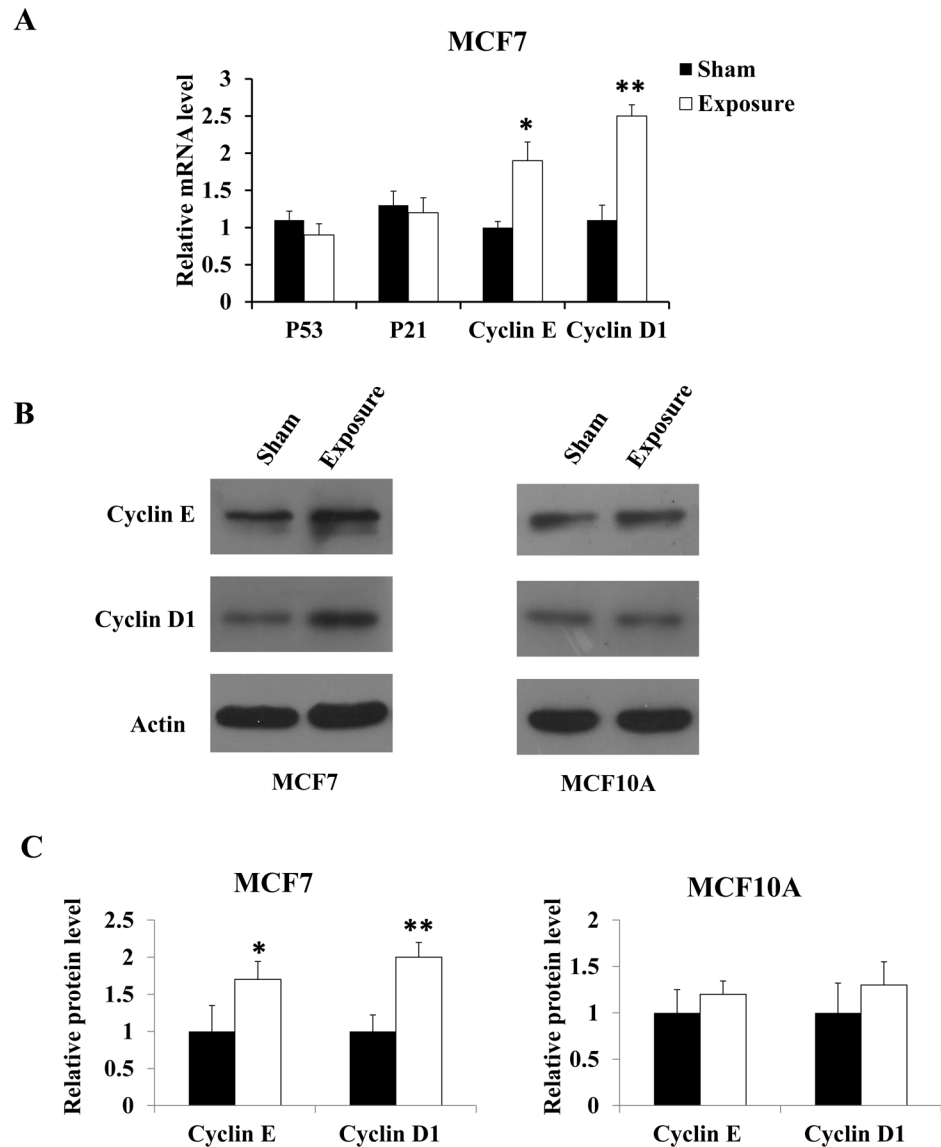 A
MCF7
Sham
Exposure
Relative mRNA level
3
2.5
2
1.5
1
0.5
0
*
**
P53
P21
Cyclin E
Cyclin D1
B
Sham
Exposure
Sham
Exposure
Cyclin E
Cyclin D1
Actin
MCF7
MCF10A
C
MCF7
Relative protein level
2.5
2
1.5
1
0.5
0
*
**
Cyclin E
Cyclin D1
MCF10A
Relative protein level
2
1.5
1
0.5
0
Cyclin E
Cyclin D1